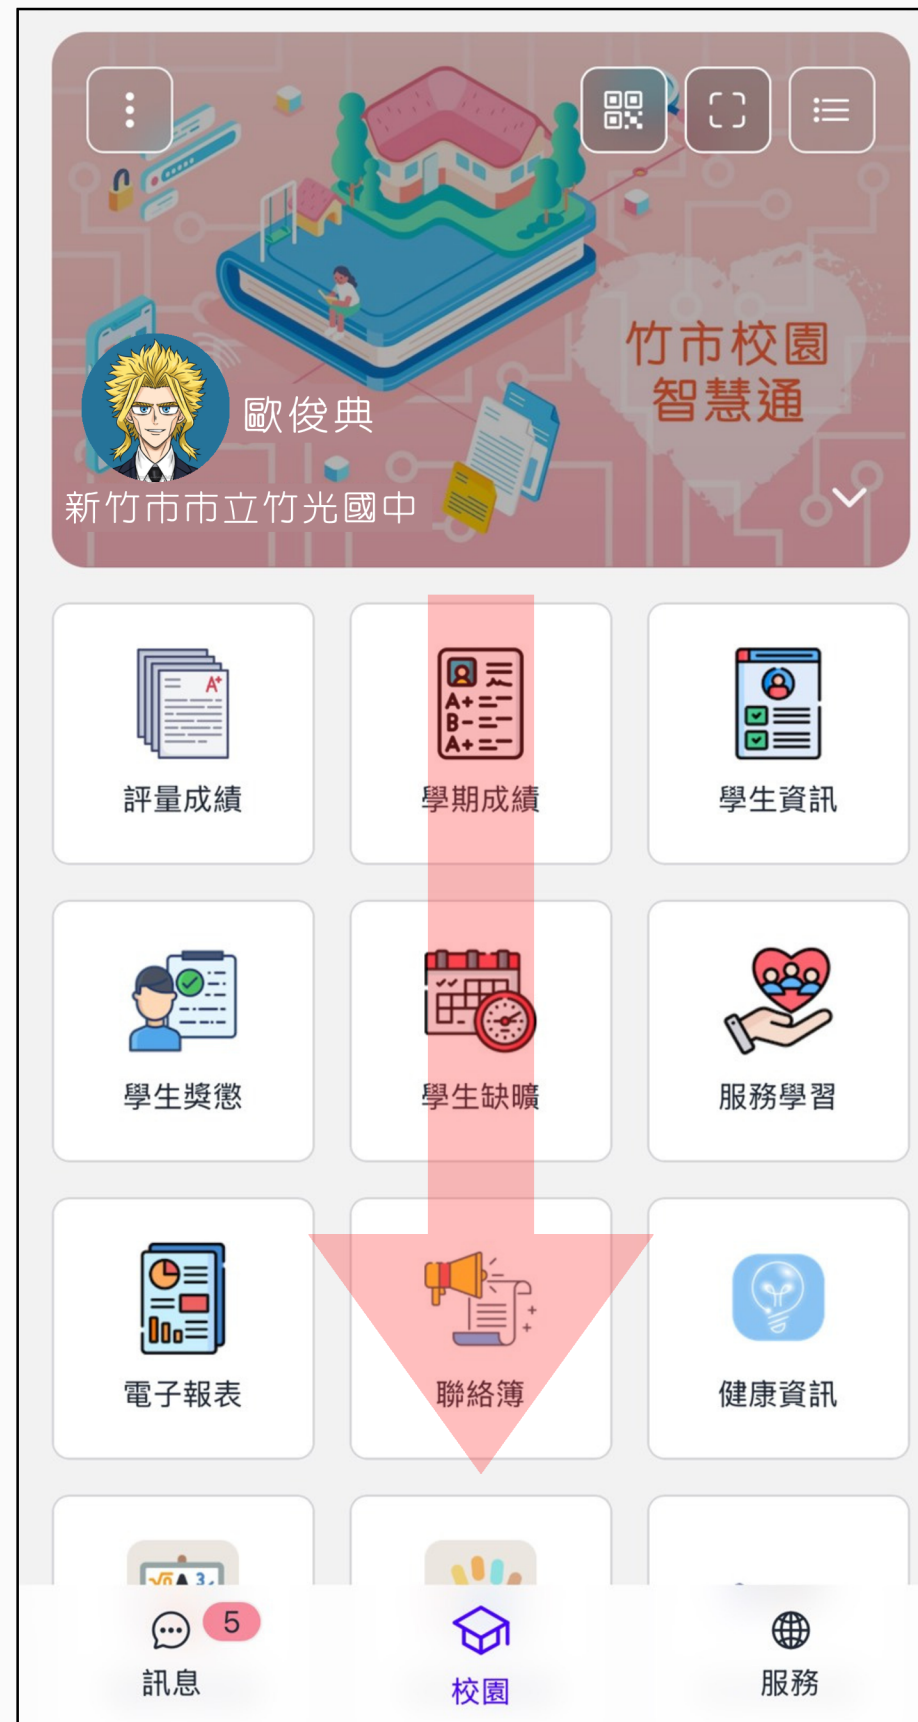 竹市校園
智慧通
歐俊典
新竹市市立竹光國中
評量成績
學期成績
學生資訊
學生獎懲
學生缺曠
服務學習
電子報表
聯絡簿
健康資訊
5
訊息
校園
服務